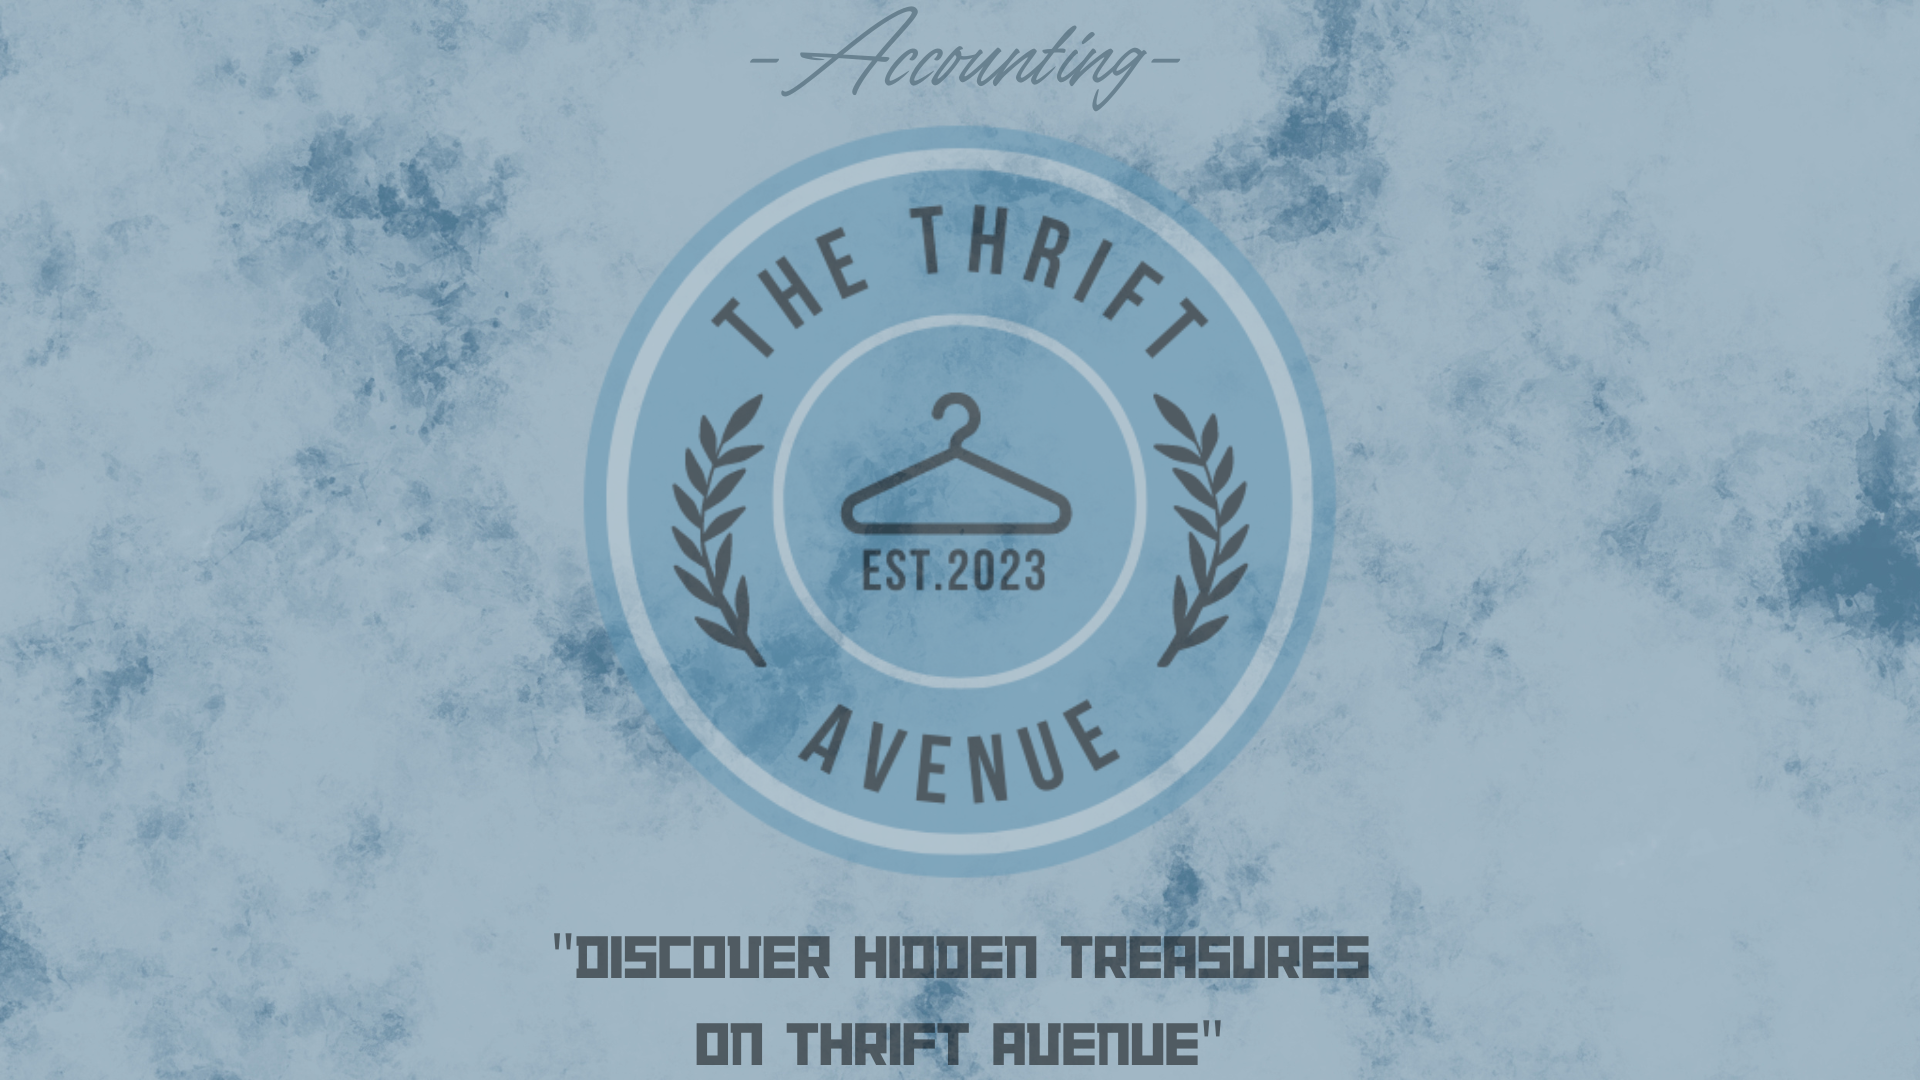 -Accounting-
THE THRIFT
EST.2023
AVENUE
"DISCOVER HIDDEN TREASURES
ON THRIFT AVENUE"